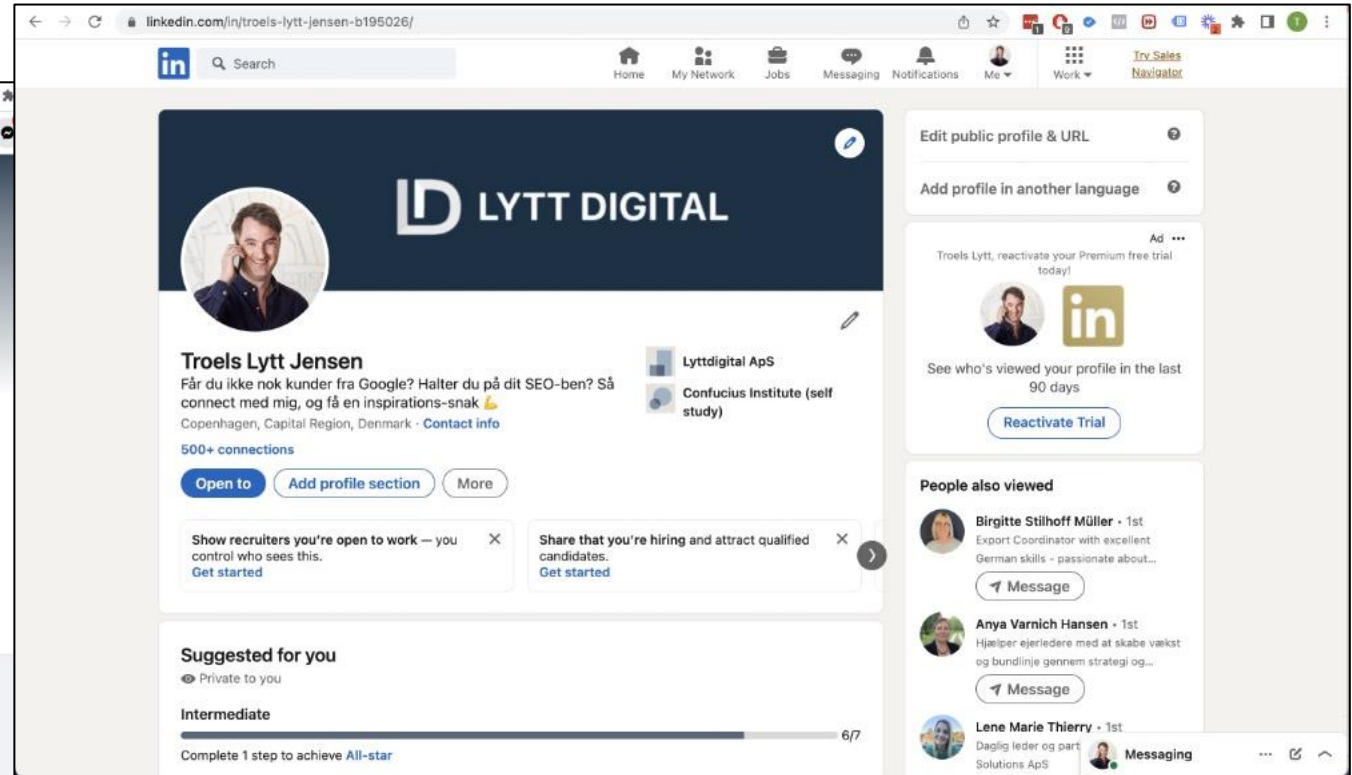 linkedin.com/in/troels-lytt-jensen-b195026/
Search
Home
My Network
Jobs
Messaging
Notifications
Me
Work
Try Sales
Navigator
LYTT DIGITAL
Troels Lytt Jensen
Får du ikke nok kunder fra Google? Halter du på dit SEO-ben? Så
connect med mig, og få en inspirations-snak 💪
Copenhagen, Capital Region, Denmark · Contact info
500+ connections
Open to
Add profile section
More
Lyttdigital ApS
Confucius Institute (self
study)
Show recruiters you're open to work — you
control who sees this.
Get started
Share that you're hiring and attract qualified
candidates.
Get started
Suggested for you
Private to you
Intermediate
6/7
Complete 1 step to achieve All-star
Edit public profile & URL
Add profile in another language
Ad
Troels Lytt, reactivate your Premium free trial
today!
in
See who's viewed your profile in the last
90 days
Reactivate Trial
People also viewed
Birgitte Stilhoff Müller · 1st
Export Coordinator with excellent
German skills - passionate about...
Message
Anya Varnich Hansen · 1st
Hjælper ejerledere med at skabe vækst
og bundlinje gennem strategi og...
Message
Lene Marie Thierry · 1st
Daglig leder og part
Solutions ApS
Messaging